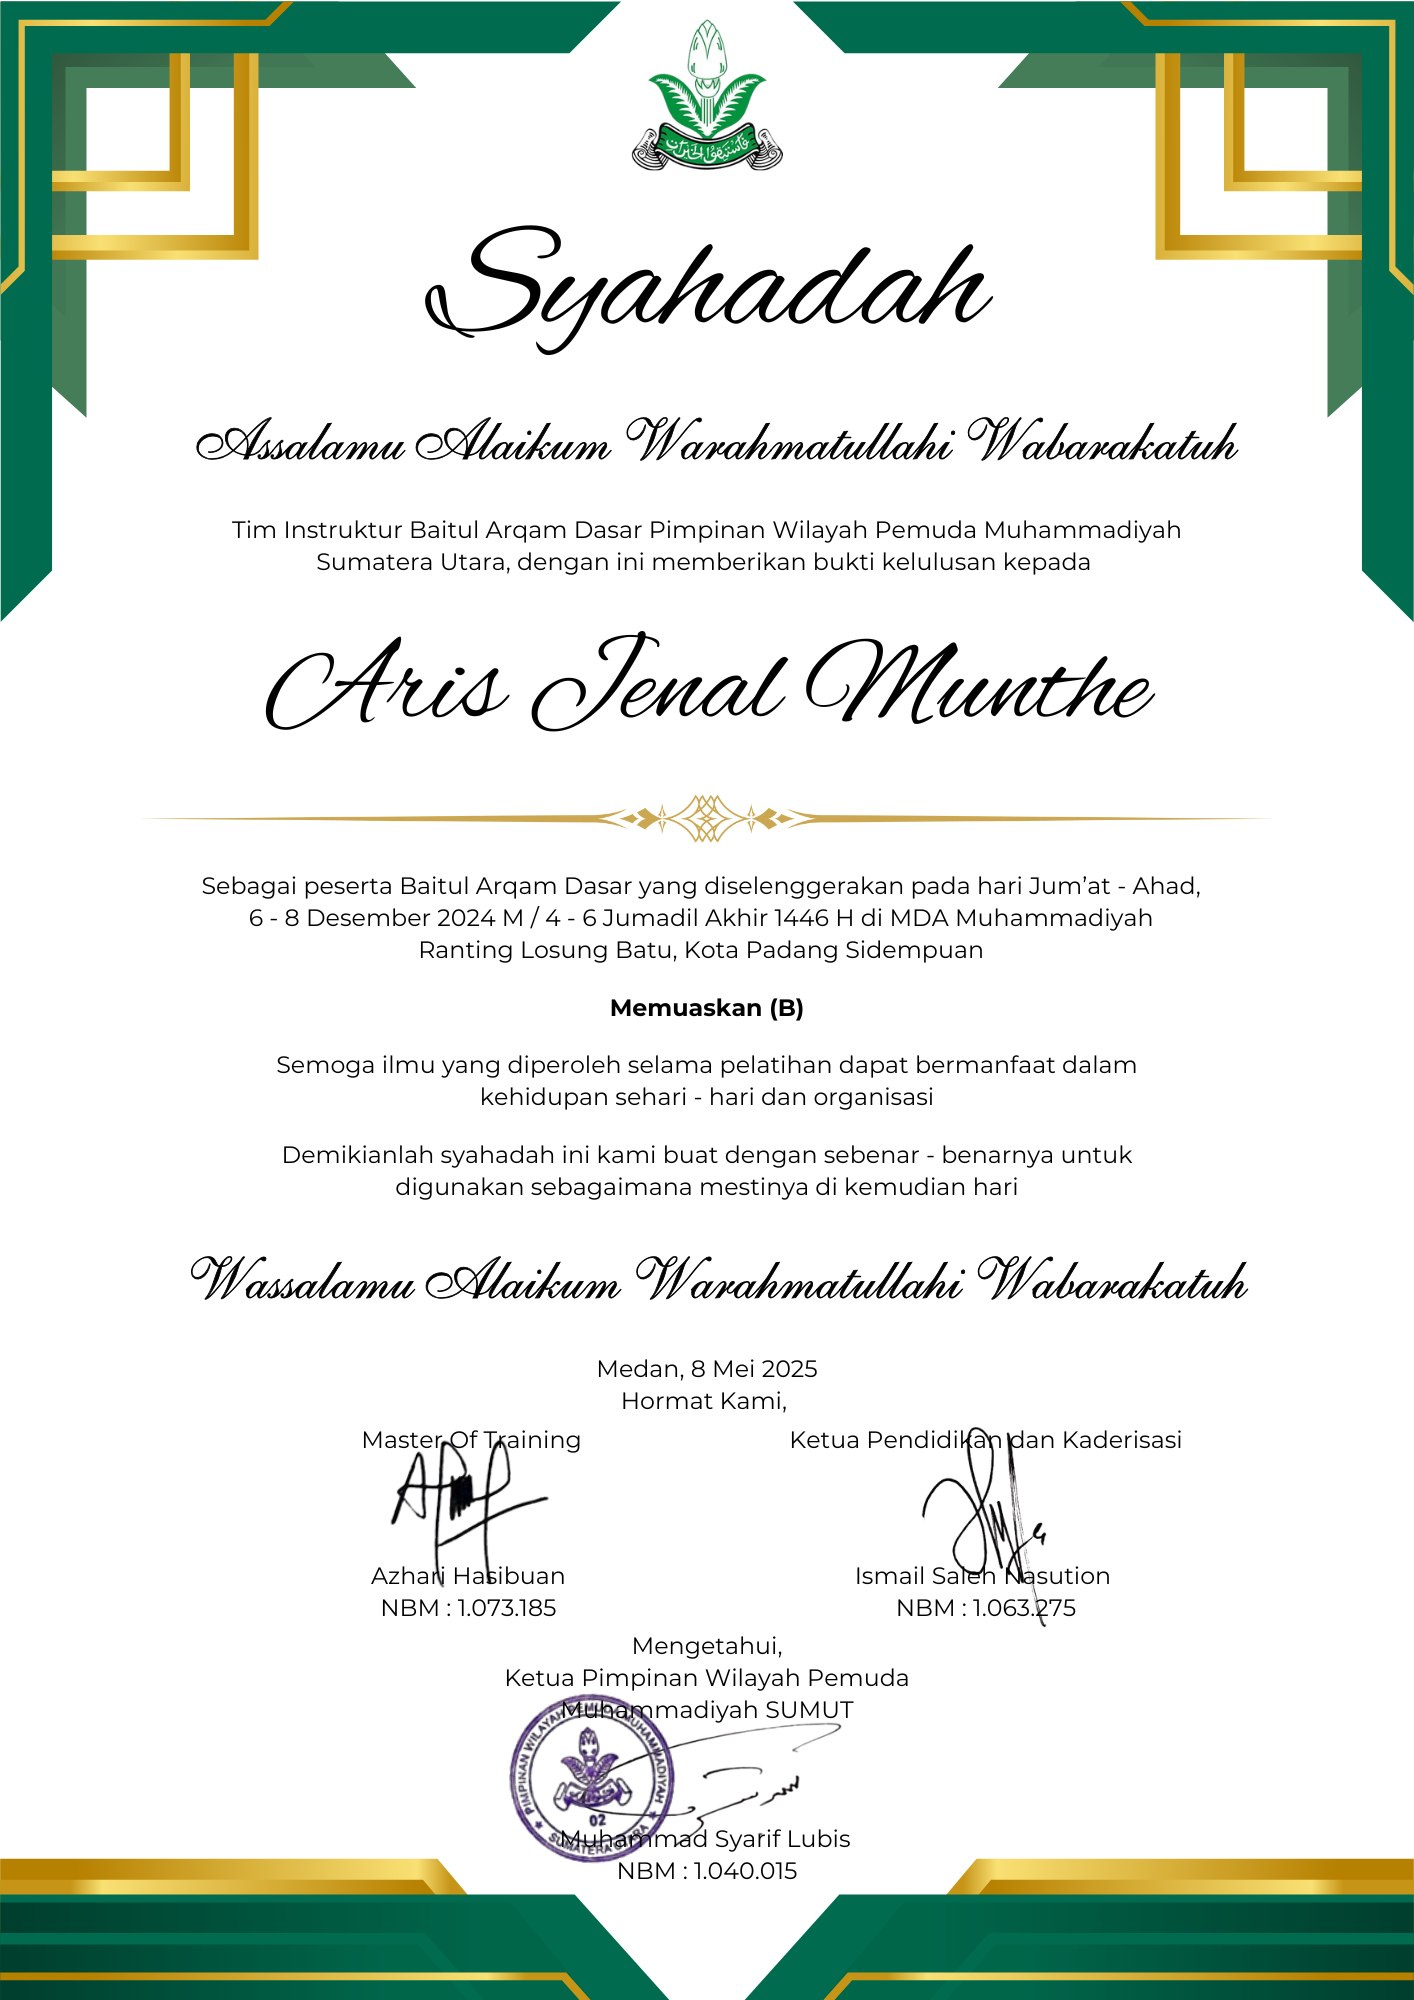 فاستبقوا الخيرات
Syahadah
Assalamu Alaikum Warahmatullahi Wabarakatuh
Tim Instruktur Baitul Arqam Dasar Pimpinan Wilayah Pemuda Muhammadiyah
Sumatera Utara, dengan ini memberikan bukti kelulusan kepada
Aris Jenal Munthe
Sebagai peserta Baitul Arqam Dasar yang diselenggerakan pada hari Jum’at - Ahad,
6 - 8 Desember 2024 M / 4 - 6 Jumadil Akhir 1446 H di MDA Muhammadiyah
Ranting Losung Batu, Kota Padang Sidempuan
Memuaskan (B)
Semoga ilmu yang diperoleh selama pelatihan dapat bermanfaat dalam
kehidupan sehari - hari dan organisasi
Demikianlah syahadah ini kami buat dengan sebenar - benarnya untuk
digunakan sebagaimana mestinya di kemudian hari
Wassalamu Alaikum Warahmatullahi Wabarakatuh
Medan, 8 Mei 2025
Hormat Kami,
Master Of Training
Ketua Pendidikan dan Kaderisasi
Azhari Hasibuan
NBM : 1.073.185
Ismail Saleh Nasution
NBM : 1.063.275
Mengetahui,
Ketua Pimpinan Wilayah Pemuda
Muhammadiyah SUMUT
PIMPINAN WILAYAH PEMUDA MUHAMMADIYAH
02
SUMATERA UTARA
Muhammad Syarif Lubis
NBM : 1.040.015